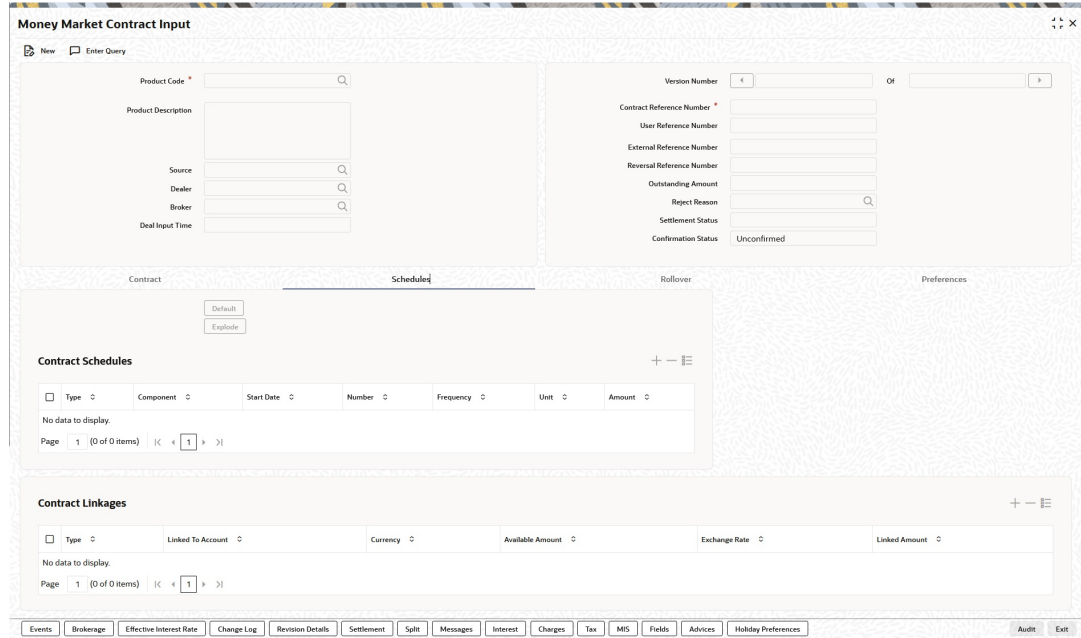 Money Market Contract Input
New Enter Query
Product Code *
Product Description
Source
Dealer
Broker
Deal Input Time
Version Number Of
Contract Reference Number *
User Reference Number
External Reference Number
Reversal Reference Number
Outstanding Amount
Reject Reason
Settlement Status
Confirmation Status Unconfirmed
Contract Schedules Rollover Preferences
Default
Explode
Contract Schedules
Type Component Start Date Number Frequency Unit Amount
No data to display.
Page 1 (0 of 0 items) 1
Contract Linkages
Type Linked To Account Currency Available Amount Exchange Rate Linked Amount
No data to display.
Page 1 (0 of 0 items) 1
Events Brokerage Effective Interest Rate Change Log Revision Details Settlement Split Messages Interest Charges Tax MIS Fields Advices Holiday Preferences Audit Exit